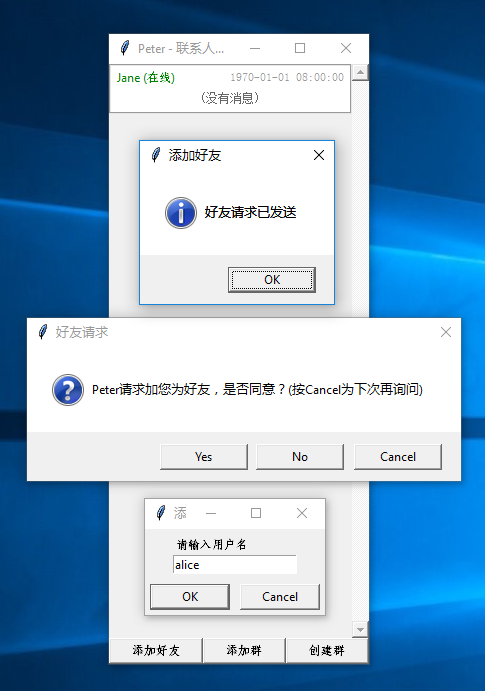 Peter - 联系人...
Jane (在线) 1970-01-01 08:00:00
(没有消息)
添加好友
好友请求已发送
OK
好友请求
Peter请求加您为好友，是否同意？(按Cancel为下次再询问)
Yes No Cancel
添
请输入用户名
alice
OK Cancel
添加好友 添加群 创建群